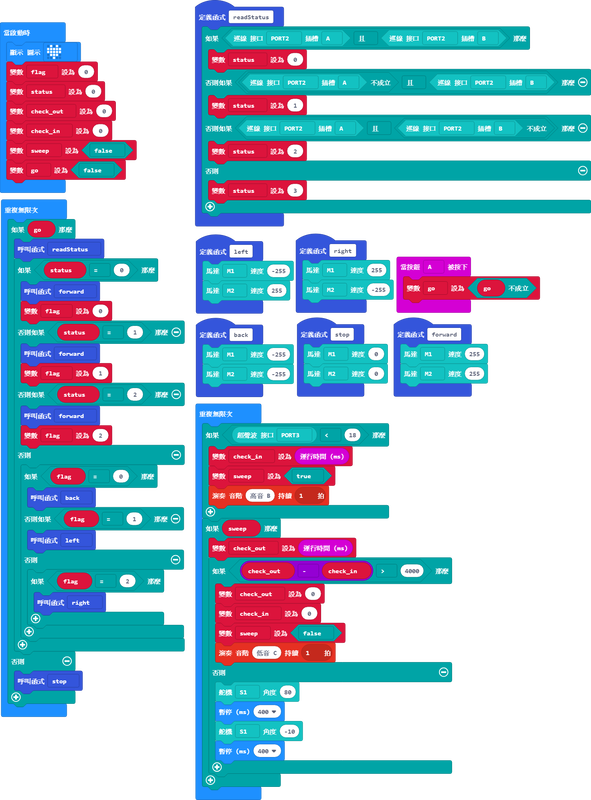 當啟動時
顯示 圖示
變數 flag 設為 0
變數 status 設為 0
變數 check_out 設為 0
變數 check_in 設為 0
變數 sweep 設為 false
變數 go 設為 false
重複無限次
如果 go 那麼
呼叫函式 readStatus
如果 status = 0 那麼
呼叫函式 forward
變數 flag 設為 0
否則如果 status = 1 那麼
呼叫函式 forward
變數 flag 設為 1
否則如果 status = 2 那麼
呼叫函式 forward
變數 flag 設為 2
否則
如果 flag = 0 那麼
呼叫函式 back
否則如果 flag = 1 那麼
呼叫函式 left
否則
如果 flag = 2 那麼
呼叫函式 right
否則
呼叫函式 stop
定義函式 readStatus
如果 巡線 接口 PORT2 插槽 A 且 巡線 接口 PORT2 插槽 B 那麼
變數 status 設為 0
否則如果 巡線 接口 PORT2 插槽 A 不成立 且 巡線 接口 PORT2 插槽 B 那麼
變數 status 設為 1
否則如果 巡線 接口 PORT2 插槽 A 且 巡線 接口 PORT2 插槽 B 不成立 那麼
變數 status 設為 2
否則
變數 status 設為 3
定義函式 left
馬達 M1 速度 -255
馬達 M2 速度 255
定義函式 right
馬達 M1 速度 255
馬達 M2 速度 -255
當按鈕 A 被按下
變數 go 設為 go 不成立
定義函式 back
馬達 M1 速度 -255
馬達 M2 速度 -255
定義函式 stop
馬達 M1 速度 0
馬達 M2 速度 0
定義函式 forward
馬達 M1 速度 255
馬達 M2 速度 255
重複無限次
如果 超聲波 接口 PORT3 < 18 那麼
變數 check_in 設為 運行時間 (ms)
變數 sweep 設為 true
演奏 音階 高音 B 持續 1 拍
如果 sweep 那麼
變數 check_out 設為 運行時間 (ms)
如果 check_out - check_in > 4000 那麼
變數 check_out 設為 0
變數 check_in 設為 0
變數 sweep 設為 false
演奏 音階 低音 C 持續 1 拍
否則
舵機 S1 角度 80
暫停 (ms) 400
舵機 S1 角度 -10
暫停 (ms) 400